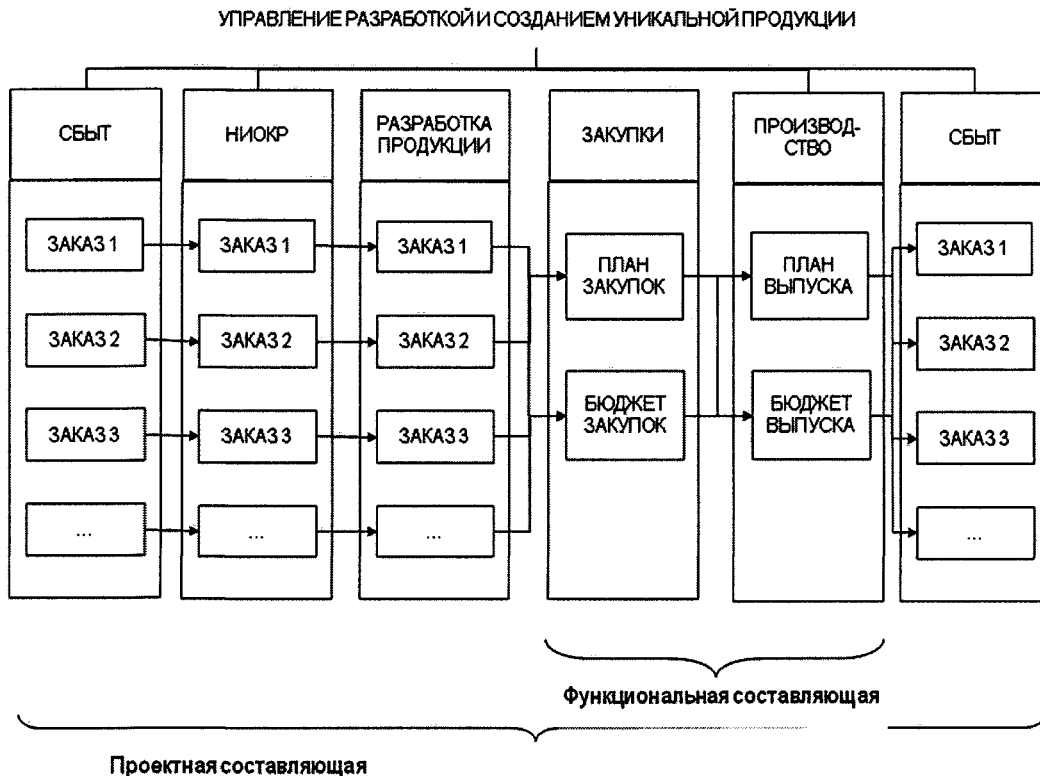 УПРАВЛЕНИЕ РАЗРАБОТКОЙ И СОЗДАНИЕМ УНИКАЛЬНОЙ ПРОДУКЦИИ
СБЫТ
НИОКР
РАЗРАБОТКА
ПРОДУКЦИИ
ЗАКУПКИ
ПРОИЗВОД-
СТВО
СБЫТ
ЗАКАЗ 1
ЗАКАЗ 1
ЗАКАЗ 1
ПЛАН
ЗАКУПОК
ПЛАН
ВЫПУСКА
ЗАКАЗ 1
ЗАКАЗ 2
ЗАКАЗ 2
ЗАКАЗ 2
ЗАКАЗ 2
ЗАКАЗ 3
ЗАКАЗ 3
ЗАКАЗ 3
БЮДЖЕТ
ЗАКУПОК
БЮДЖЕТ
ВЫПУСКА
ЗАКАЗ 3
...
...
...
...
Функциональная составляющая
Проектная составляющая